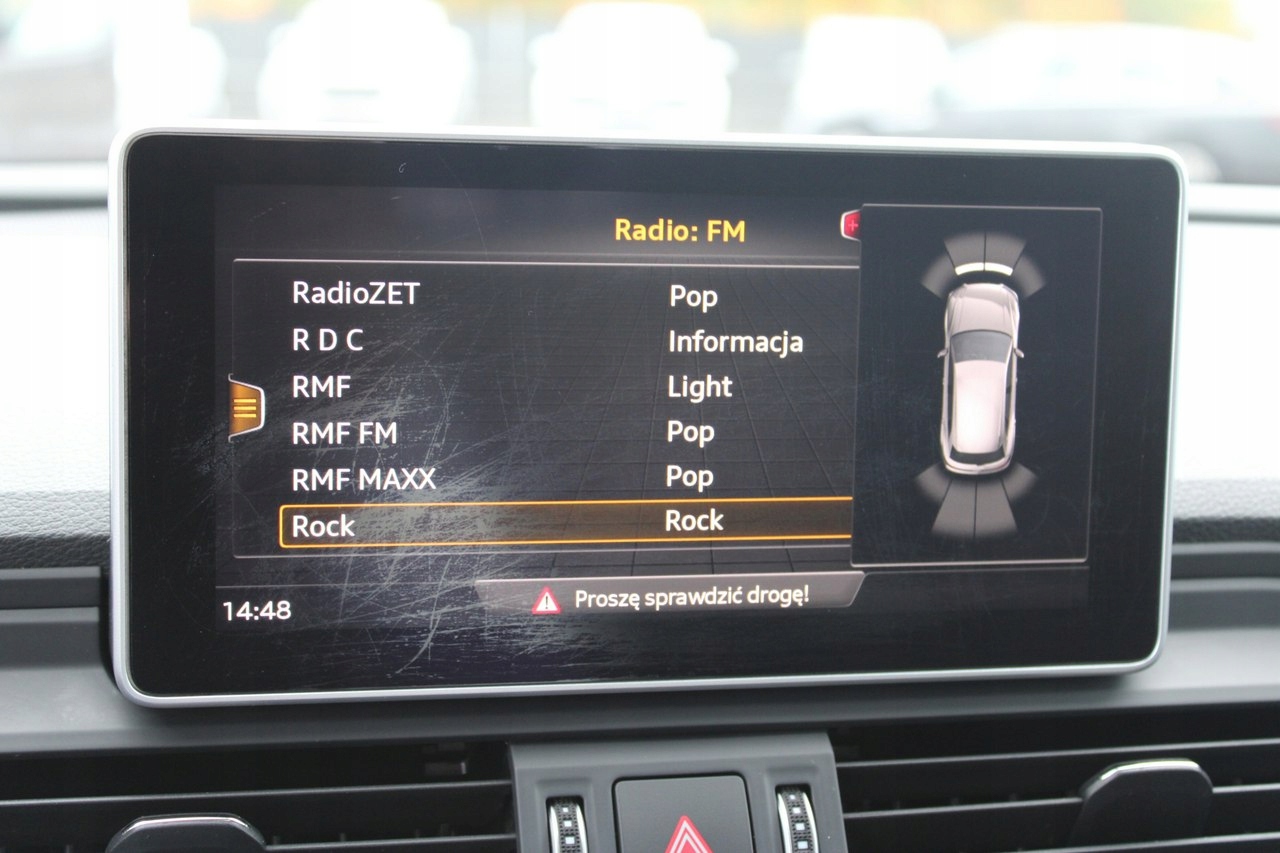 Radio: FM
RadioZET Pop
R D C Informacja
RMF Light
RMF FM Pop
RMF MAXX Pop
Rock Rock
14:48 Proszę sprawdzić drogę!